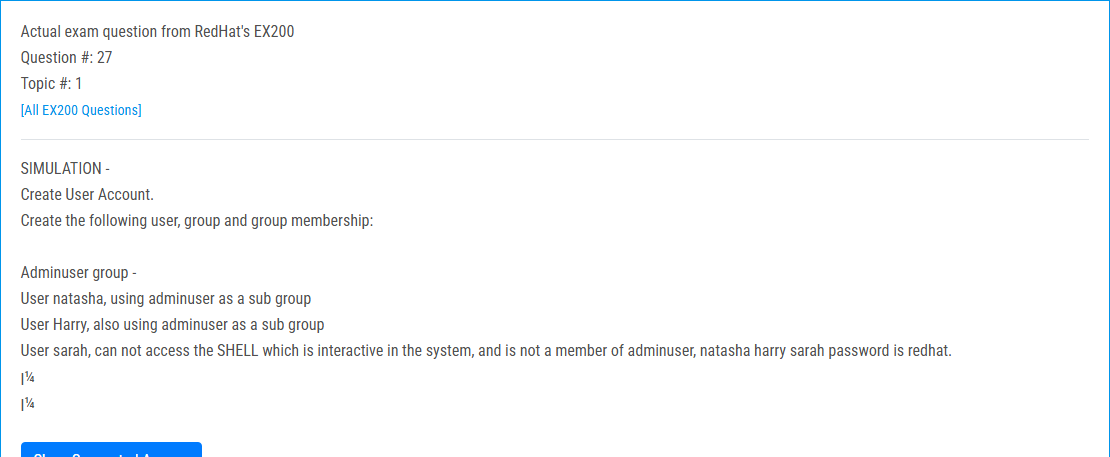 Actual exam question from RedHat's EX200
Question #: 27
Topic #: 1
[All EX200 Questions]
SIMULATION -
Create User Account.
Create the following user, group and group membership:
Adminuser group -
User natasha, using adminuser as a sub group
User Harry, also using adminuser as a sub group
User sarah, can not access the SHELL which is interactive in the system, and is not a member of adminuser, natasha harry sarah password is redhat.
|¼
|¼